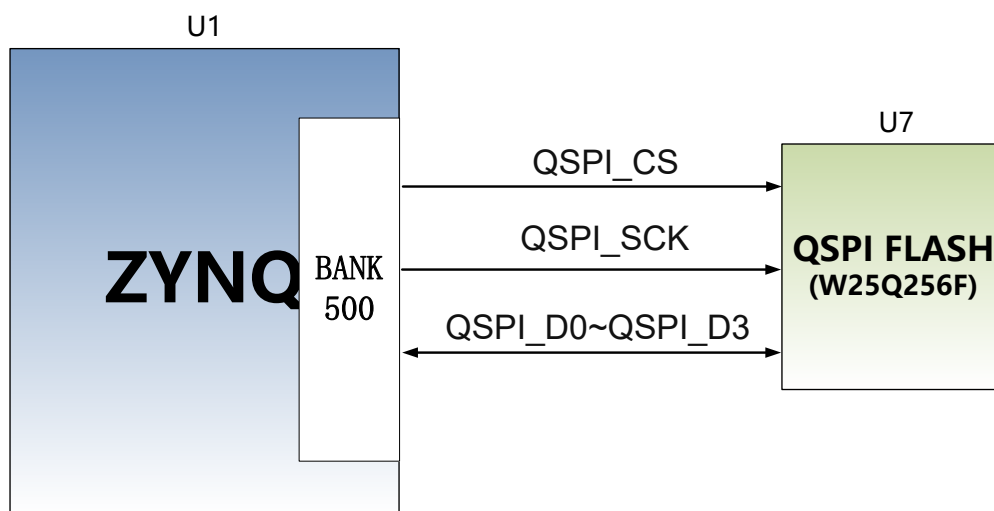 U1
U7
QSPI_CS
QSPI_SCK
ZYNQ
BANK
500
QSPI FLASH
(W25Q256F)
QSPI_D0~QSPI_D3